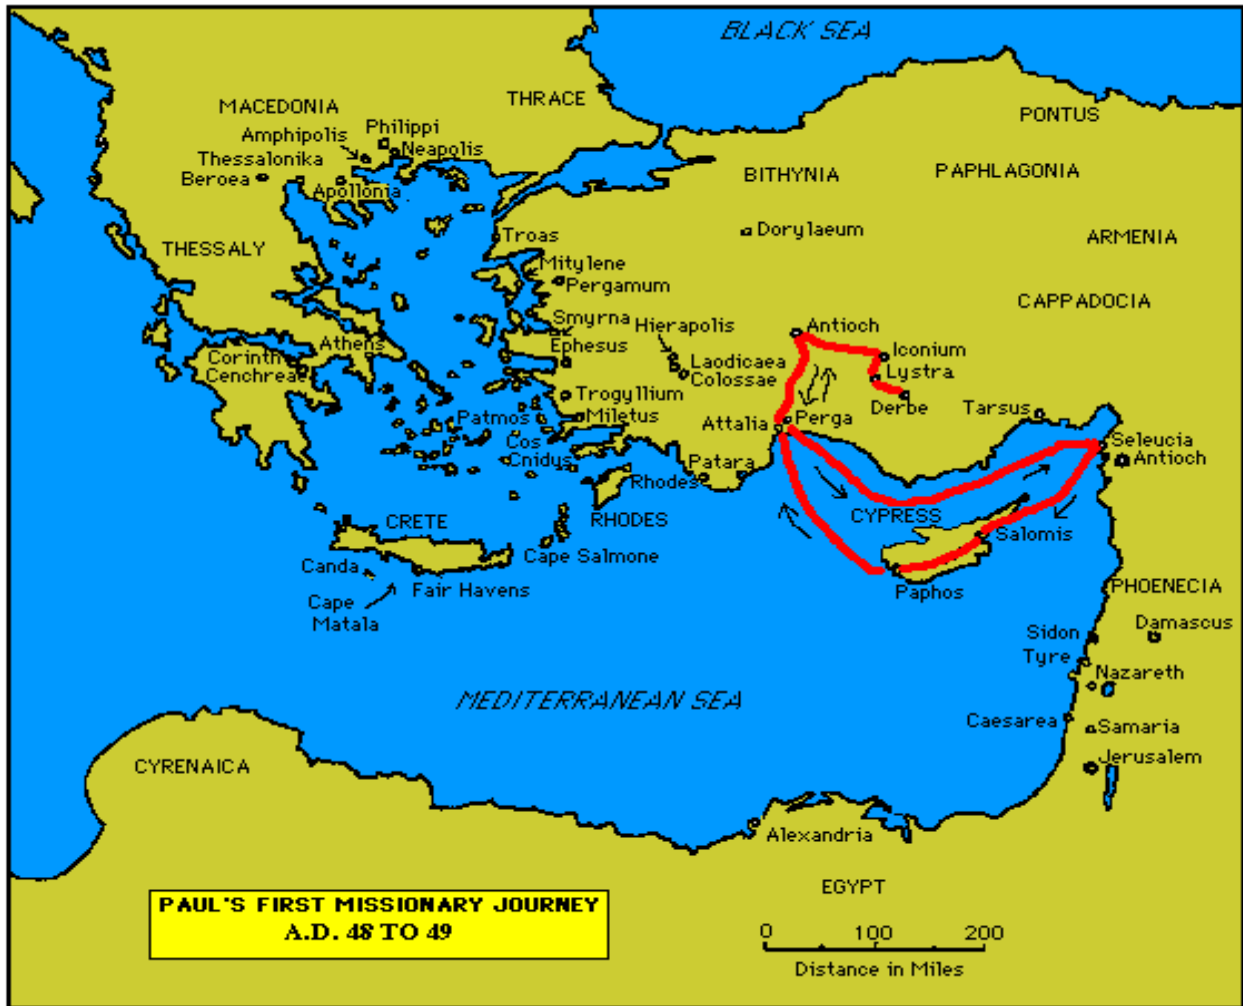 BLACK SEA
THRACE
MACEDONIA
PONTUS
Philippi
Amphipolis
Neapolis
Thessalonika
Beroea
Apollonia
BITHYNIA
PAPHLAGONIA
Dorylaeum
ARMENIA
THESSALY
Troas
Mitylene
Pergamum
CAPPADOCIA
Smyrna
Hierapolis
Antioch
Athens
Ephesus
Laodicaea
Iconium
Corinth
Cenchreae
Colossae
Lystra
Trogyllium
Derbe
Patmos
Miletus
Attalia
Perga
Tarsus
Cos
Cnidus
Seleucia
Antioch
Patara
Rhodes
RHODES
CRETE
CYPRESS
Salomis
Cape Salmone
Canda
Fair Havens
Paphos
PHOENECIA
Cape
Matala
Sidon
Damascus
Tyre
Nazareth
MEDITERRANEAN SEA
Caesarea
Samaria
Jerusalem
CYRENAICA
Alexandria
EGYPT
PAUL'S FIRST MISSIONARY JOURNEY
A.D. 48 TO 49
0 100 200
Distance in Miles